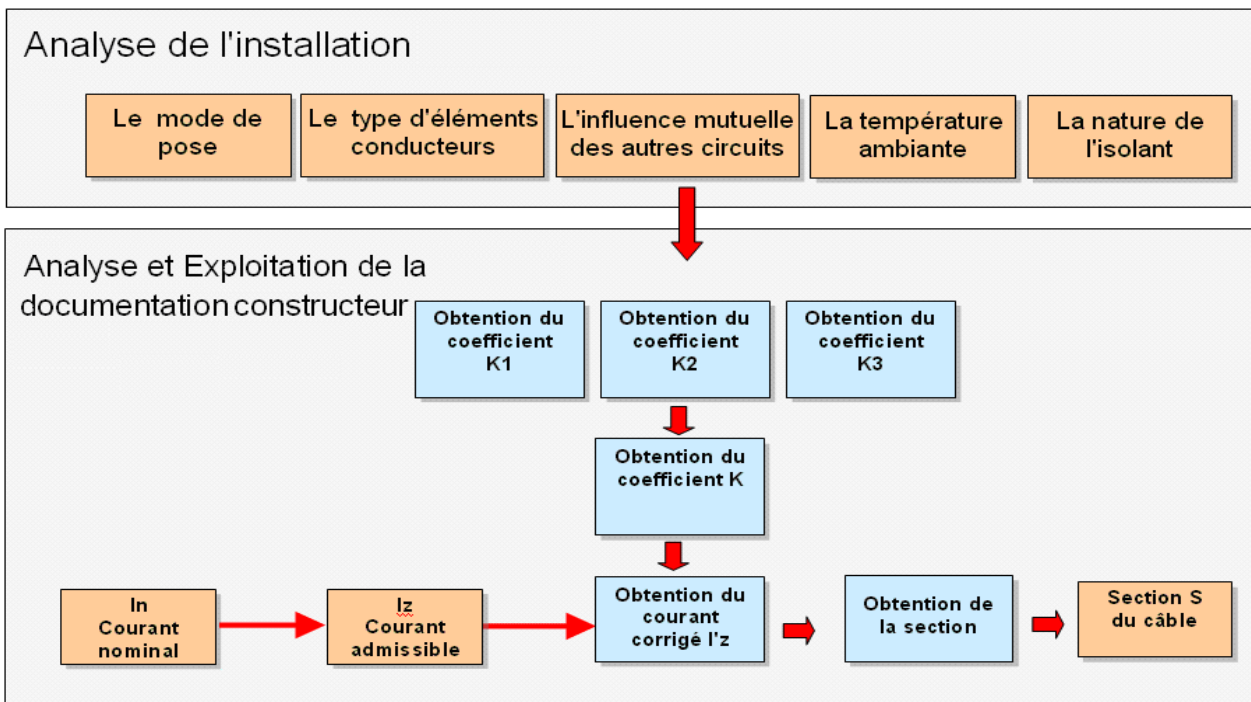 Analyse de l'installation
Le mode de
pose
Le type d'éléments
conducteurs
L'influence mutuelle
des autres circuits
La température
ambiante
La nature de
l'isolant
Analyse et Exploitation de la
documentation constructeur
Obtention du
coefficient
K1
Obtention du
coefficient
K2
Obtention du
coefficient
K3
Obtention du
coefficient K
In
Courant
nominal
Iz
Courant
admissible
Obtention du
courant
corrigé I'z
Obtention de
la section
Section S
du câble